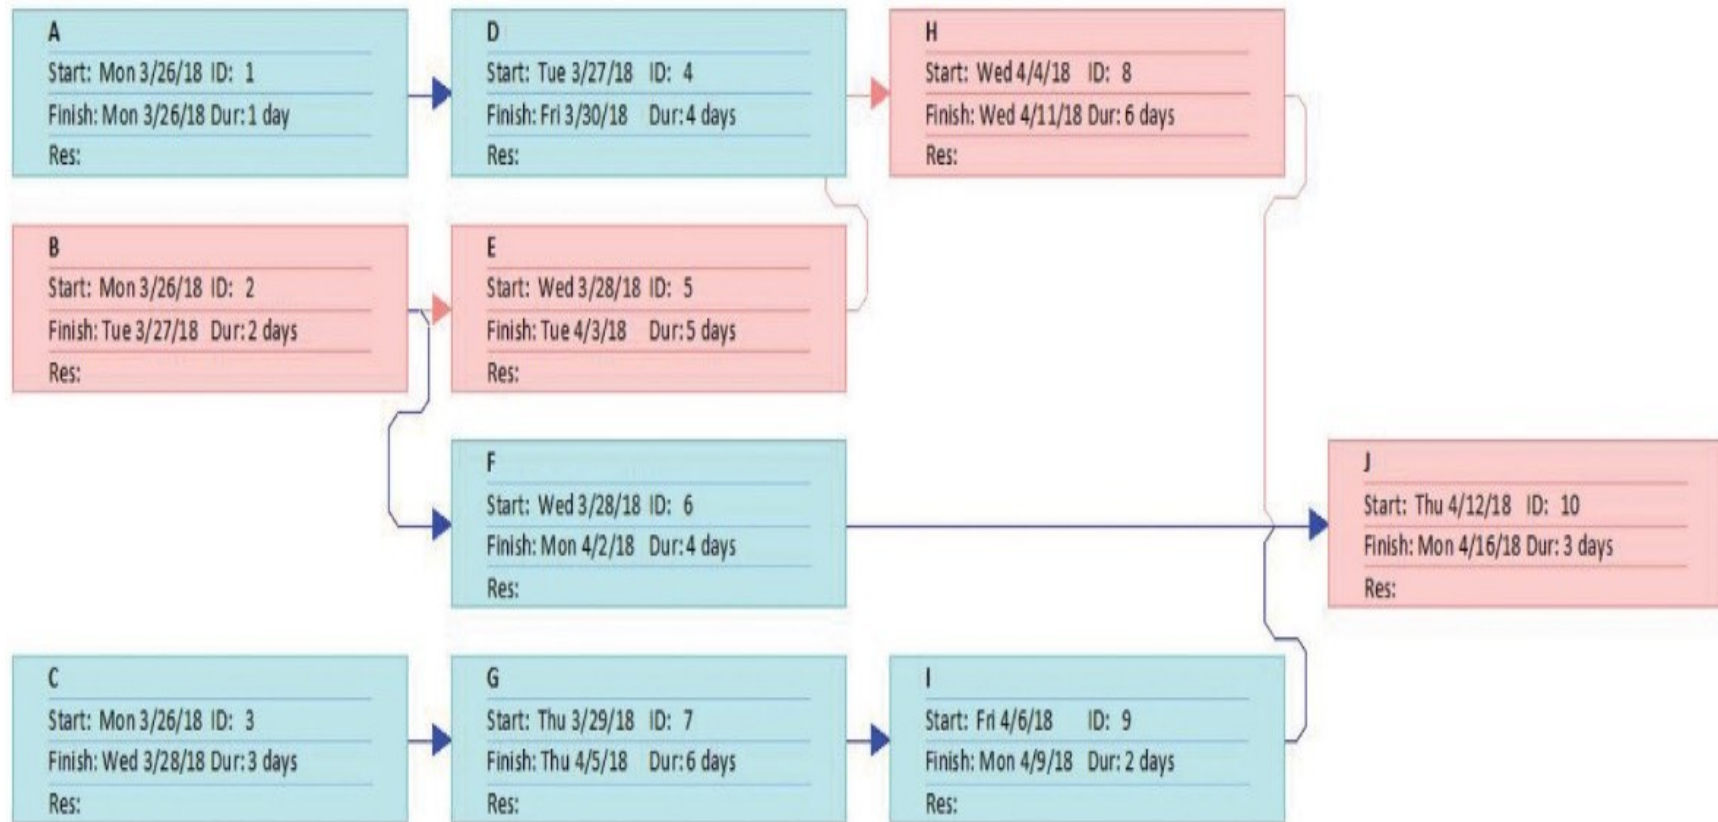 A
Start: Mon 3/26/18 ID: 1
Finish: Mon 3/26/18 Dur: 1 day
Res:
D
Start: Tue 3/27/18 ID: 4
Finish: Fri 3/30/18 Dur: 4 days
Res:
H
Start: Wed 4/4/18 ID: 8
Finish: Wed 4/11/18 Dur: 6 days
Res:
B
Start: Mon 3/26/18 ID: 2
Finish: Tue 3/27/18 Dur: 2 days
Res:
E
Start: Wed 3/28/18 ID: 5
Finish: Tue 4/3/18 Dur: 5 days
Res:
F
Start: Wed 3/28/18 ID: 6
Finish: Mon 4/2/18 Dur: 4 days
Res:
J
Start: Thu 4/12/18 ID: 10
Finish: Mon 4/16/18 Dur: 3 days
Res:
C
Start: Mon 3/26/18 ID: 3
Finish: Wed 3/28/18 Dur: 3 days
Res:
G
Start: Thu 3/29/18 ID: 7
Finish: Thu 4/5/18 Dur: 6 days
Res:
I
Start: Fri 4/6/18 ID: 9
Finish: Mon 4/9/18 Dur: 2 days
Res: